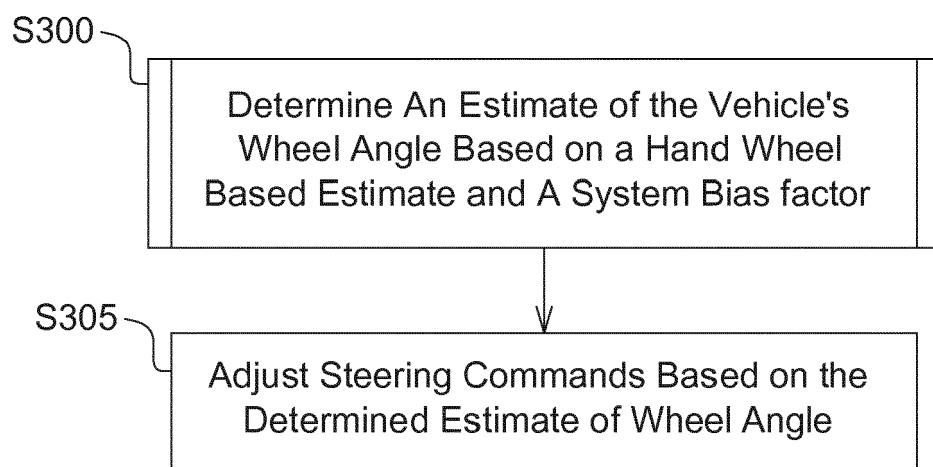 S300
Determine An Estimate of the Vehicle's
Wheel Angle Based on a Hand Wheel
Based Estimate and A System Bias factor
S305
Adjust Steering Commands Based on the
Determined Estimate of Wheel Angle